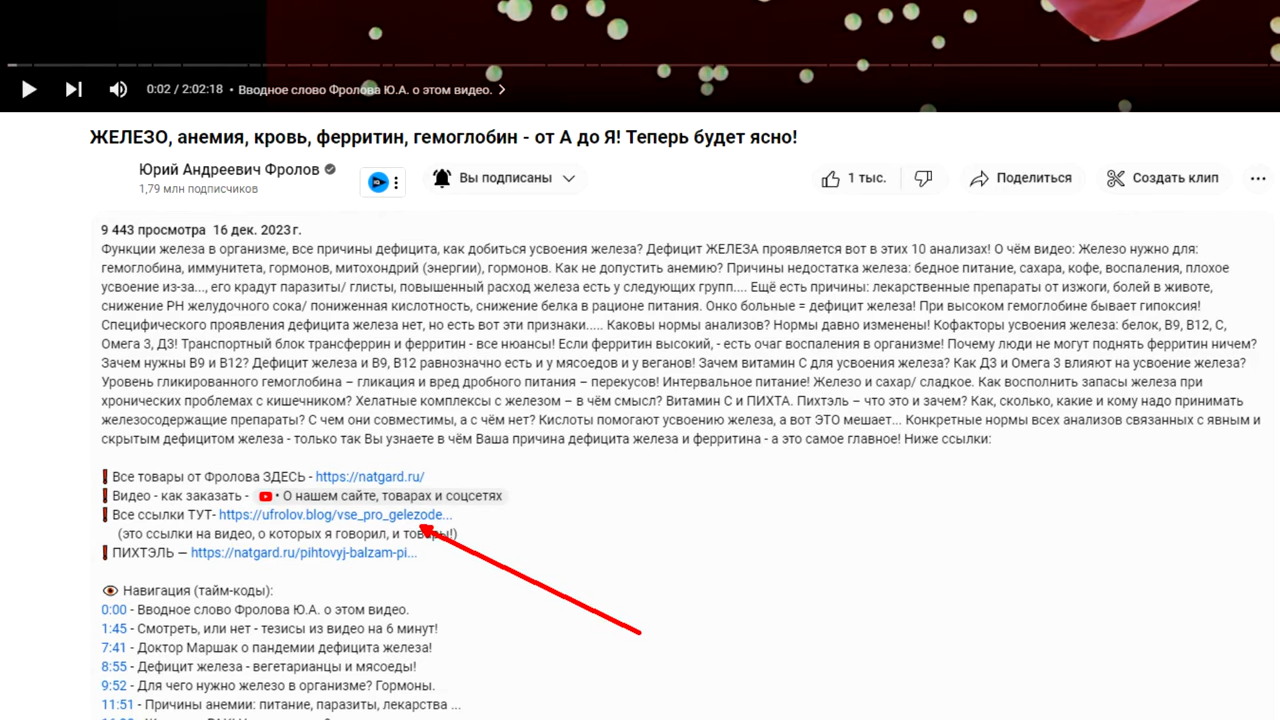 0:02 / 2:02:18 • Вводное слово Фролова Ю.А. о этом видео.
ЖЕЛЕЗО, анемия, кровь, ферритин, гемоглобин - от А до Я! Теперь будет ясно!
Юрий Андреевич Фролов
1,79 млн подписчиков
Вы подписаны
1 тыс.
Поделиться
Создать клип
9 443 просмотра 16 дек. 2023 г.
Функции железа в организме, все причины дефицита, как добиться усвоения железа? Дефицит ЖЕЛЕЗА проявляется вот в этих 10 анализах! О чём видео: Железо нужно для:
гемоглобина, иммунитета, гормонов, митохондрий (энергии), гормонов. Как не допустить анемию? Причины недостатка железа: бедное питание, сахара, кофе, воспаления, плохое
усвоение из-за..., его крадут паразиты/ глисты, повышенный расход железа есть у следующих групп.... Ещё есть причины: лекарственные препараты от изжоги, болей в животе,
снижение РН желудочного сока/ пониженная кислотность, снижение белка в рационе питания. Онко больные = дефицит железа! При высоком гемоглобине бывает гипоксия!
Специфического проявления дефицита железа нет, но есть вот эти признаки..... Каковы нормы анализов? Нормы давно изменены! Кофакторы усвоения железа: белок, В9, В12, С,
Омега 3, Д3! Транспортный блок трансферрин и ферритин - все нюансы! Если ферритин высокий, - есть очаг воспаления в организме! Почему люди не могут поднять ферритин ничем?
Зачем нужны В9 и В12? Дефицит железа и В9, В12 равнозначно есть и у мясоедов и у веганов! Зачем витамин С для усвоения железа? Как Д3 и Омега 3 влияют на усвоение железа?
Уровень гликированного гемоглобина – гликация и вред дробного питания – перекусов! Интервальное питание! Железо и сахар/ сладкое. Как восполнить запасы железа при
хронических проблемах с кишечником? Хелатные комплексы с железом – в чём смысл? Витамин С и ПИХТА. Пихтэль – что это и зачем? Как, сколько, какие и кому надо принимать
железосодержащие препараты? С чем они совместимы, а с чем нет? Кислоты помогают усвоению железа, а вот ЭТО мешает... Конкретные нормы всех анализов связанных с явным и
скрытым дефицитом железа - только так Вы узнаете в чём Ваша причина дефицита железа и ферритина - а это самое главное! Ниже ссылки:
❗Все товары от Фролова ЗДЕСЬ - https://natgard.ru/
❗Видео - как заказать - • О нашем сайте, товарах и соцсетях
❗Все ссылки ТУТ- https://ufrolov.blog/vse_pro_gelezode...
(это ссылки на видео, о которых я говорил, и товары!)
❗ПИХТЭЛЬ — https://natgard.ru/pihtovyj-balzam-pi...
👁 Навигация (тайм-коды):
0:00 - Вводное слово Фролова Ю.А. о этом видео.
1:45 - Смотреть, или нет - тезисы из видео на 6 минут!
7:41 - Доктор Маршак о пандемии дефицита железа!
8:55 - Дефицит железа - вегетарианцы и мясоеды!
9:52 - Для чего нужно железо в организме? Гормоны.
11:51 - Причины анемии: питание, паразиты, лекарства ...